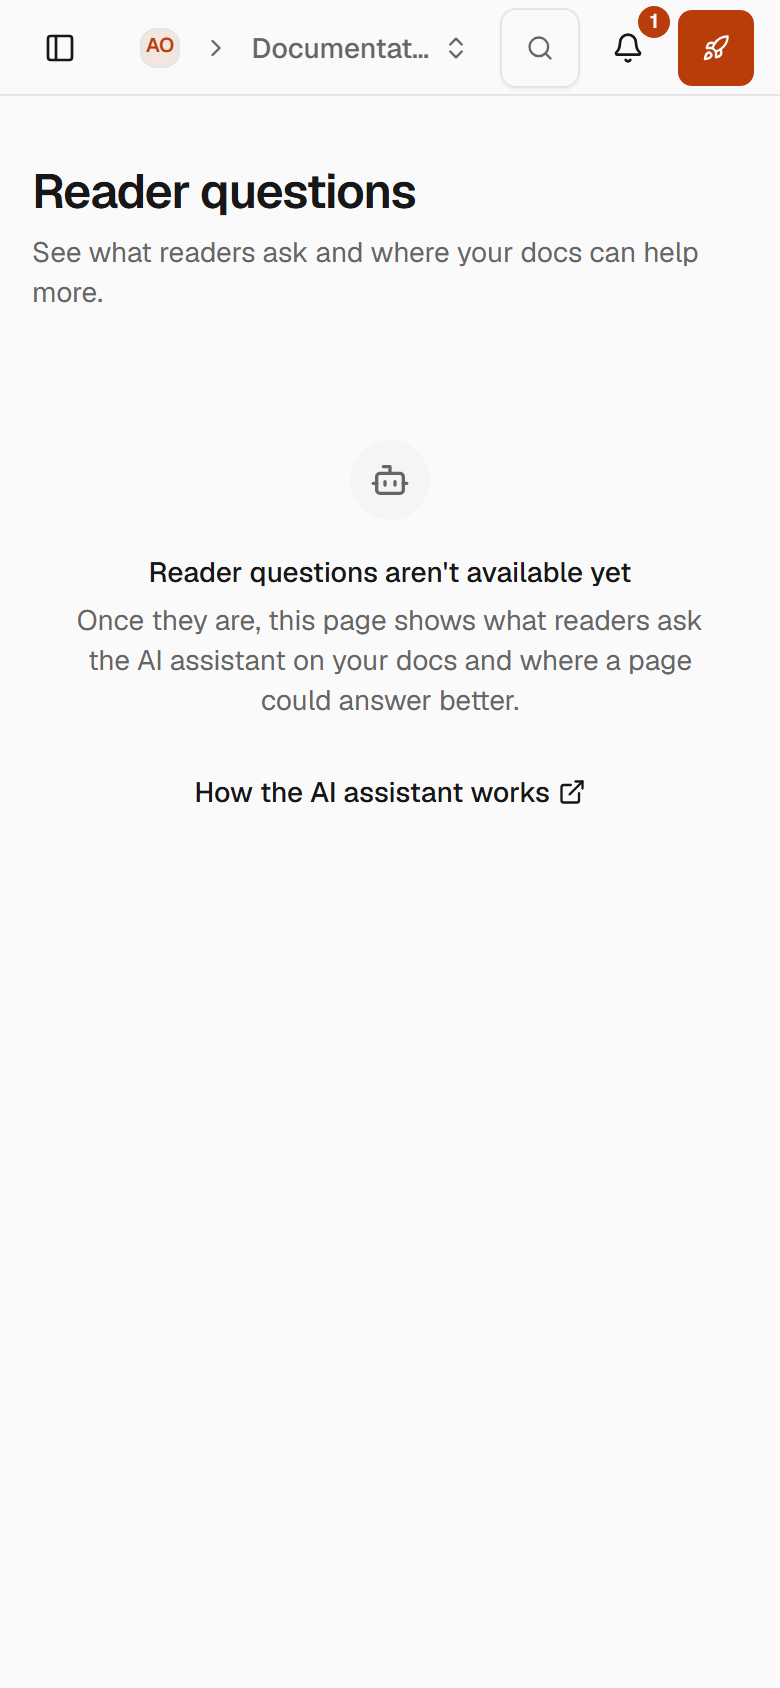 AO
Documentat...
1
Reader questions
See what readers ask and where your docs can help
more.
Reader questions aren't available yet
Once they are, this page shows what readers ask
the AI assistant on your docs and where a page
could answer better.
How the AI assistant works